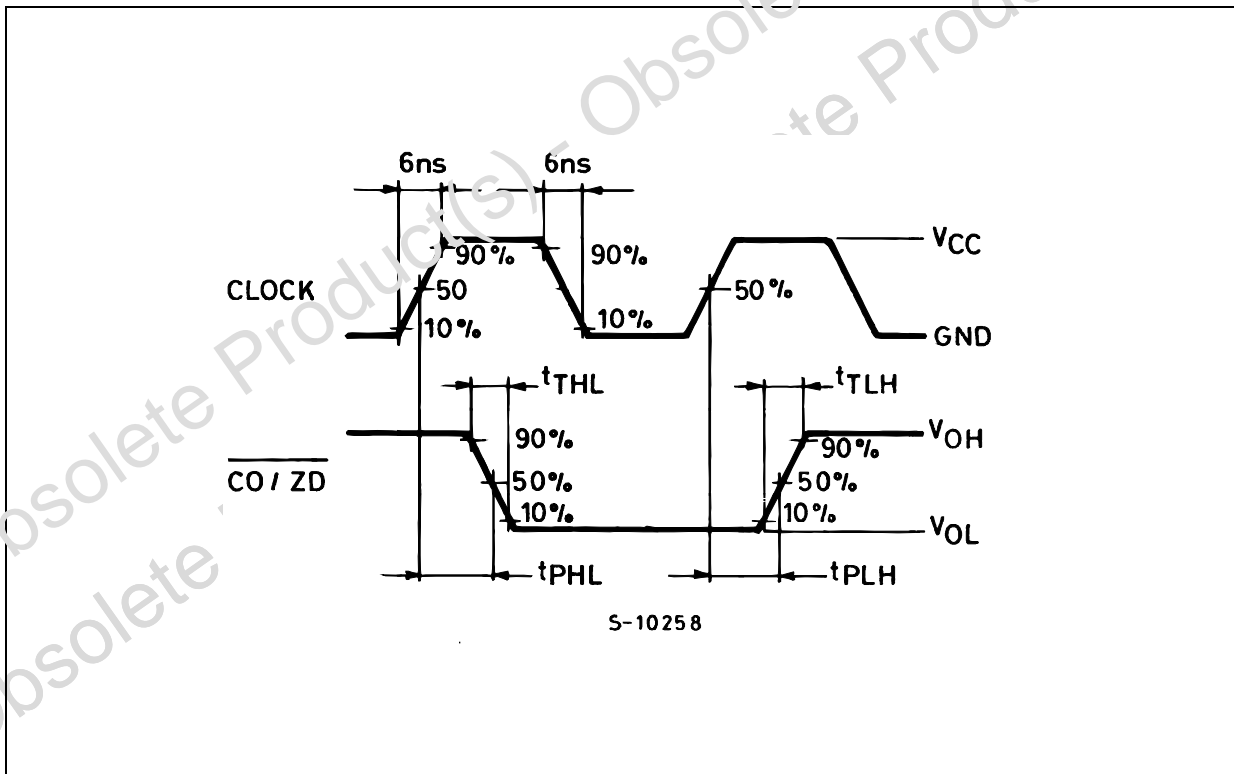 Obsolete Product(s) - Obsolete Product(s)
6ns 6ns
90% 90% VCC
CLOCK 50 50%
10% 10% GND
tTHL tTLH
90% 90% VOH
CO / ZD 50% 50%
10% 10% VOL
tPHL tPLH
S-10258